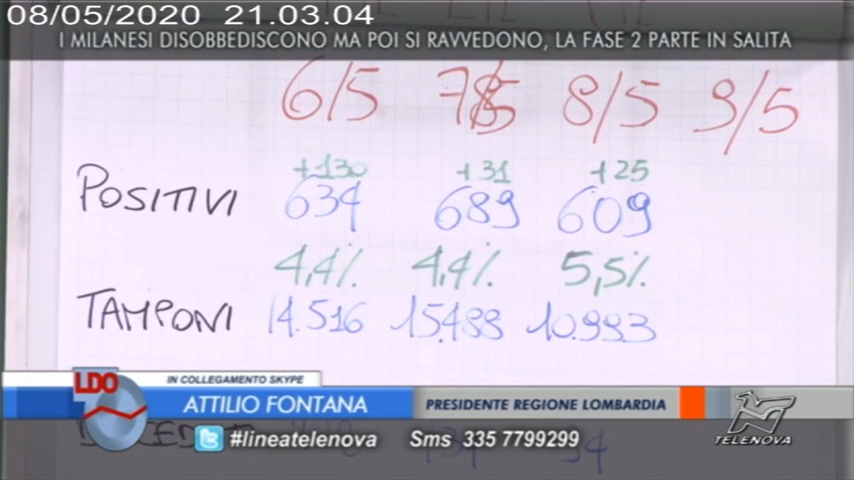 08/05/2020 21.03.04
I MILANESI DISOBBEDISCONO MA POI SI RAVVEDONO, LA FASE 2 PARTE IN SALITA
6/5 7/5 8/5 9/5
+130 +31 +25
POSITIVI 634 689 609
4,4% 4,4% 5,5%
TAMPONI 14.516 15.488 10.993
LDO IN COLLEGAMENTO SKYPE
ATTILIO FONTANA PRESIDENTE REGIONE LOMBARDIA
#lineatelenova Sms 335 7799299
TELENOVA
94